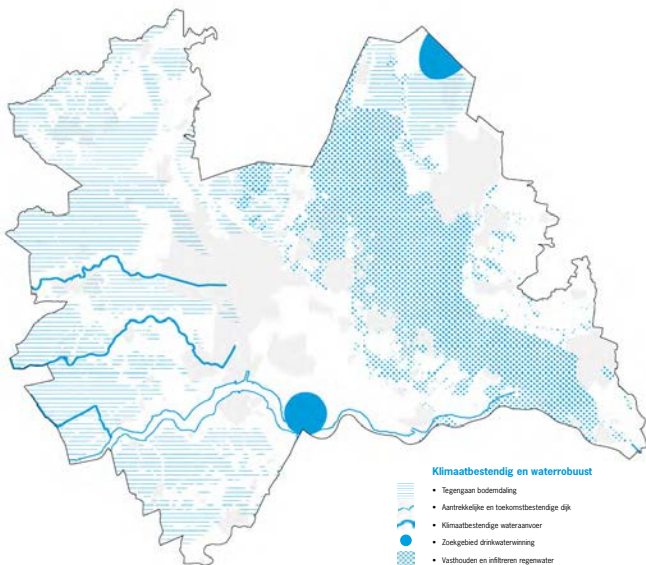 Klimaatbestendig en waterrobuust
• Tegengaan bodemdaling
• Aantrekkelijke en toekomstbestendige dijk
• Klimaatbestendige wateraanvoer
• Zoekgebied drinkwaterwinning
• Vasthouden en infiltreren regenwater